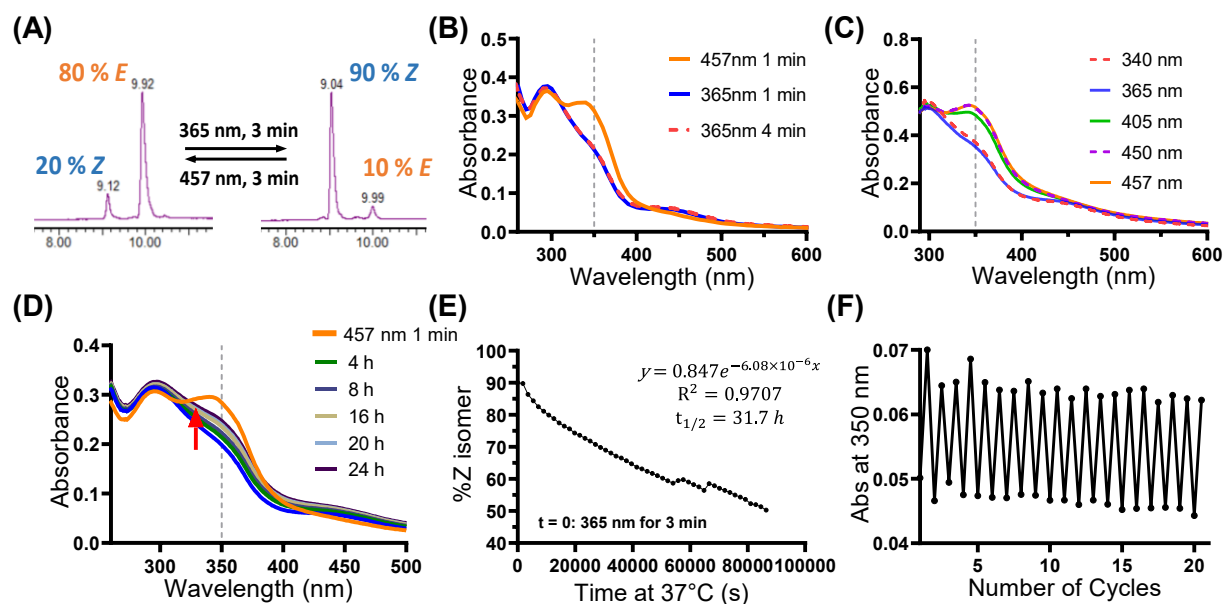 (A)
80 % E
9.92
20 % Z
9.12
8.00
10.00
365 nm, 3 min
457 nm, 3 min
90 % Z
9.04
10 % E
9.99
8.00
10.00
(B)
Absorbance
0.5
0.4
0.3
0.2
0.1
0.0
300
400
500
600
Wavelength (nm)
457nm 1 min
365nm 1 min
365nm 4 min
(C)
Absorbance
0.8
0.6
0.4
0.2
0.0
300
400
500
600
Wavelength (nm)
340 nm
365 nm
405 nm
450 nm
457 nm
(D)
Absorbance
0.4
0.3
0.2
0.1
0.0
300
350
400
450
500
Wavelength (nm)
457 nm 1 min
4 h
8 h
16 h
20 h
24 h
(E)
%Z isomer
100
90
80
70
60
50
40
0
20000
40000
60000
80000
100000
Time at 37°C (s)
y = 0.847e^{−6.08×10^{−6}x}
R² = 0.9707
t₁/₂ = 31.7 h
t = 0: 365 nm for 3 min
(F)
Abs at 350 nm
0.07
0.06
0.05
0.04
5
10
15
20
Number of Cycles